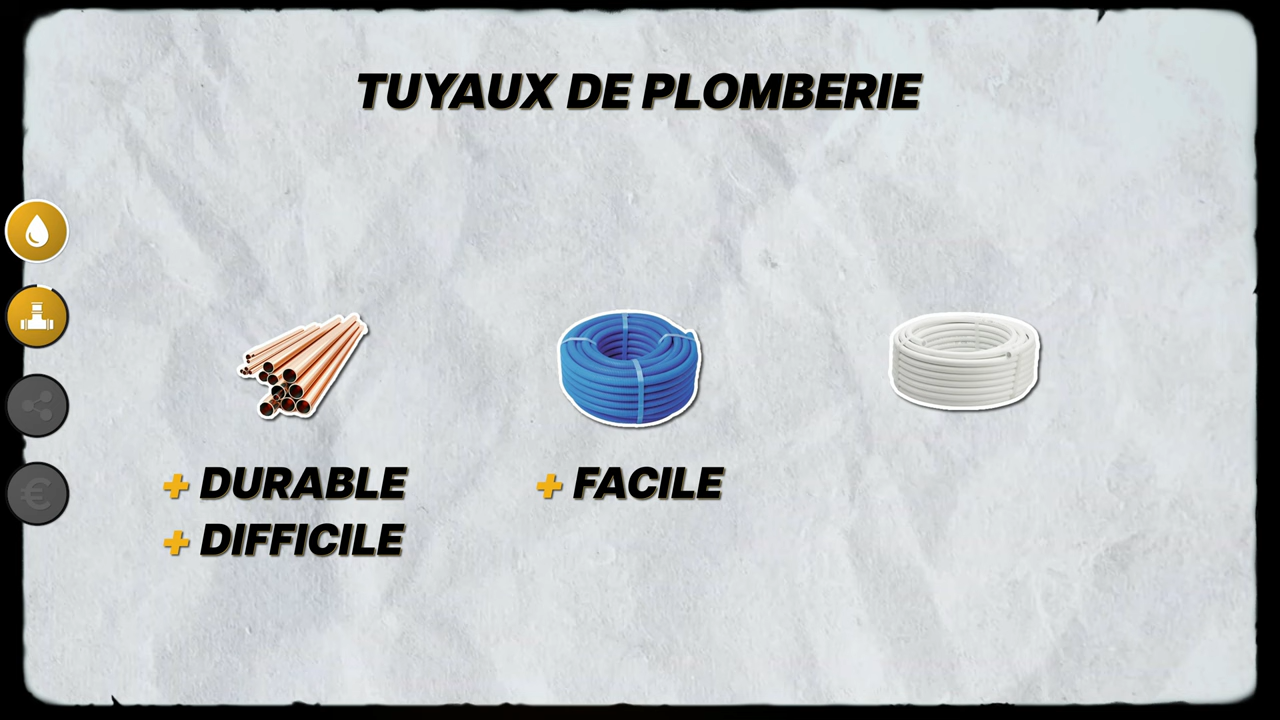 TUYAUX DE PLOMBERIE
+ DURABLE
+ DIFFICILE
+ FACILE
€